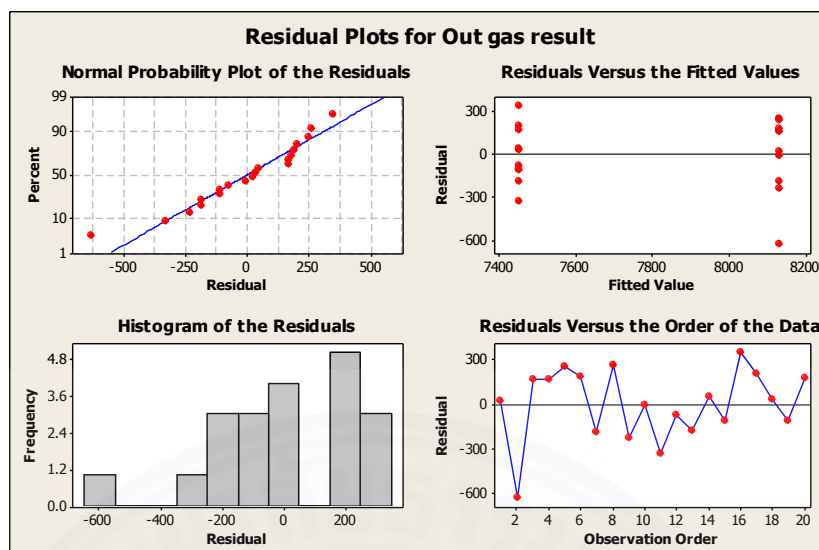 Residual Plots for Out gas result
Normal Probability Plot of the Residuals
99
90
50
10
1
Percent
-500 -250 0 250 500
Residual
Residuals Versus the Fitted Values
300
0
-300
-600
Residual
7400 7600 7800 8000 8200
Fitted Value
Histogram of the Residuals
4.8
3.6
2.4
1.2
0.0
Frequency
-600 -400 -200 0 200
Residual
Residuals Versus the Order of the Data
300
0
-300
-600
Residual
2 4 6 8 10 12 14 16 18 20
Observation Order